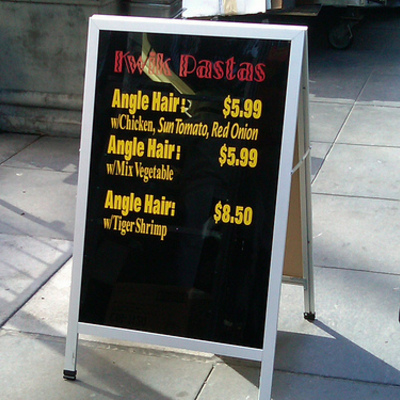 Kwik Pastas
Angle Hair: $5.99
w/Chicken, Sun Tomato, Red Onion
Angle Hair: $5.99
w/Mix Vegetable
Angle Hair: $8.50
w/Tiger Shrimp